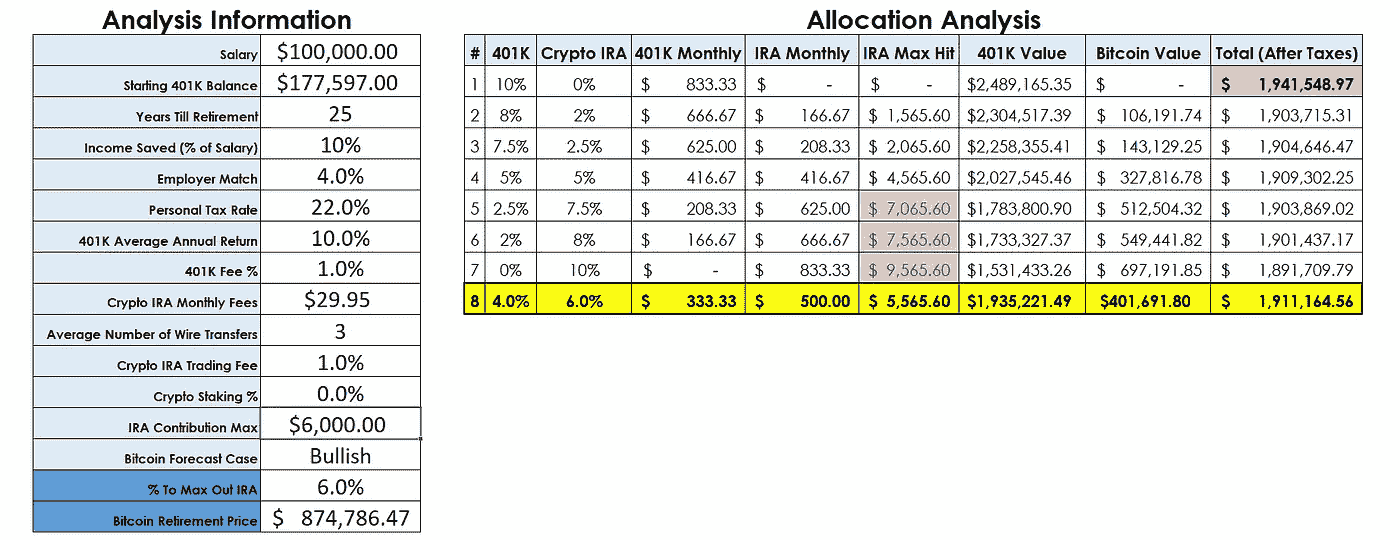 Analysis Information
Salary $100,000.00
Starting 401K Balance $177,597.00
Years Till Retirement 25
Income Saved (% of Salary) 10%
Employer Match 4.0%
Personal Tax Rate 22.0%
401K Average Annual Return 10.0%
401K Fee % 1.0%
Crypto IRA Monthly Fees $29.95
Average Number of Wire Transfers 3
Crypto IRA Trading Fee 1.0%
Crypto Staking % 0.0%
IRA Contribution Max $6,000.00
Bitcoin Forecast Case Bullish
% To Max Out IRA 6.0%
Bitcoin Retirement Price $ 874,786.47
Allocation Analysis
# 401K Crypto IRA 401K Monthly IRA Monthly IRA Max Hit 401K Value Bitcoin Value Total (After Taxes)
1 10% 0% $ 833.33 $ - $ - $2,489,165.35 $ - $ 1,941,548.97
2 8% 2% $ 666.67 $ 166.67 $ 1,565.60 $2,304,517.39 $ 106,191.74 $ 1,903,715.31
3 7.5% 2.5% $ 625.00 $ 208.33 $ 2,065.60 $2,258,355.41 $ 143,129.25 $ 1,904,646.47
4 5% 5% $ 416.67 $ 416.67 $ 4,565.60 $2,027,545.46 $ 327,816.78 $ 1,909,302.25
5 2.5% 7.5% $ 208.33 $ 625.00 $ 7,065.60 $1,783,800.90 $ 512,504.32 $ 1,903,869.02
6 2% 8% $ 166.67 $ 666.67 $ 7,565.60 $1,733,327.37 $ 549,441.82 $ 1,901,437.17
7 0% 10% $ - $ 833.33 $ 9,565.60 $1,531,433.26 $ 697,191.85 $ 1,891,709.79
8 4.0% 6.0% $ 333.33 $ 500.00 $ 5,565.60 $1,935,221.49 $401,691.80 $ 1,911,164.56